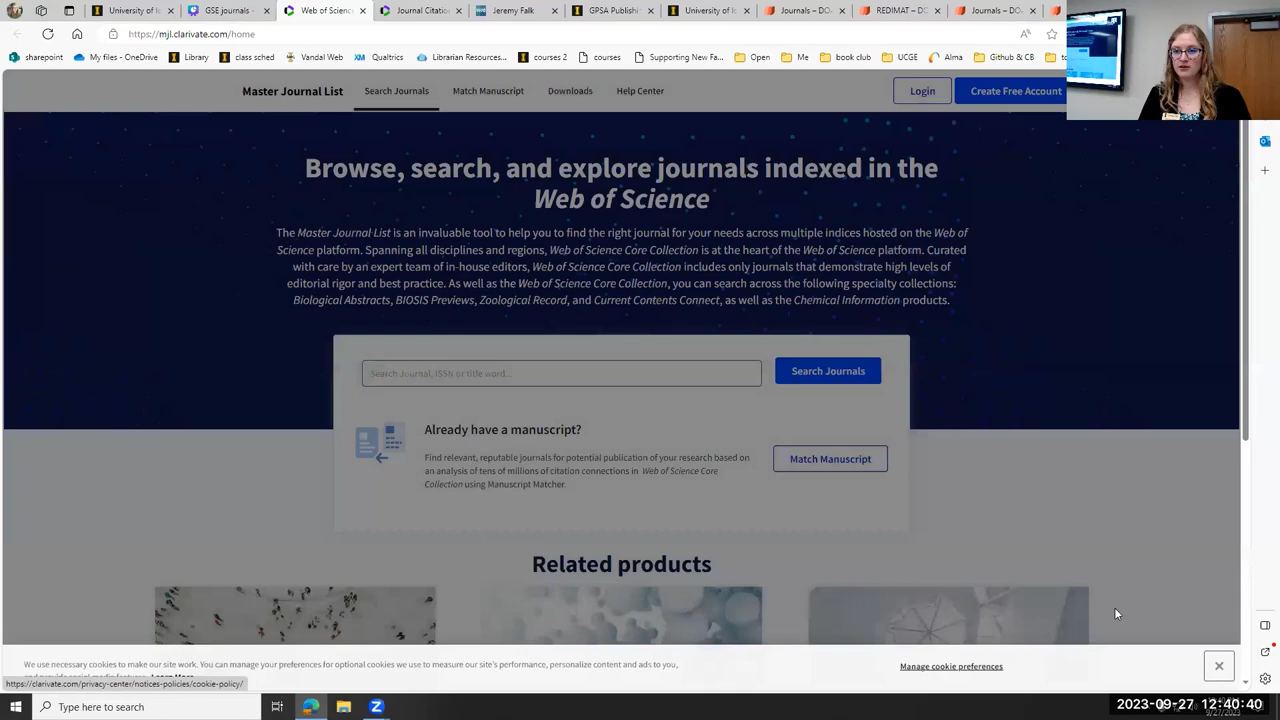 University of Id
GSE journals -
Web of Scienc
Journal Citatio
Jeremy Falk
GPSA Publishin
University of Id
Journals – DO
REDIMAT – DO
Journals – DO
https://mjl.clarivate.com/home
sharepoint
My files - OneDrive
Library
class sched
Vandal Web
Qualtrics
Librarian Resources...
courses 2
courses
Supporting New Fa...
Open
Me
book club
UCGE
Alma
Github & CB
Master Journal List
Search Journals
Match Manuscript
Downloads
Help Center
Login
Create Free Account
Browse, search, and explore journals indexed in the
Web of Science
The Master Journal List is an invaluable tool to help you to find the right journal for your needs across multiple indices hosted on the Web of
Science platform. Spanning all disciplines and regions, Web of Science Core Collection is at the heart of the Web of Science platform. Curated
with care by an expert team of in-house editors, Web of Science Core Collection includes only journals that demonstrate high levels of
editorial rigor and best practice. As well as the Web of Science Core Collection, you can search across the following specialty collections:
Biological Abstracts, BIOSIS Previews, Zoological Record, and Current Contents Connect, as well as the Chemical Information products.
Search Journal, ISSN or title word...
Search Journals
Already have a manuscript?
Find relevant, reputable journals for potential publication of your research based on
an analysis of tens of millions of citation connections in Web of Science Core
Collection using Manuscript Matcher.
Match Manuscript
Related products
We use necessary cookies to make our site work. You can manage your preferences for optional cookies we use to measure our site's performance, personalize content and ads to you,
Manage cookie preferences
https://clarivate.com/privacy-center/notices-policies/cookie-policy/
Type here to search
2023-09-27 12:40:40